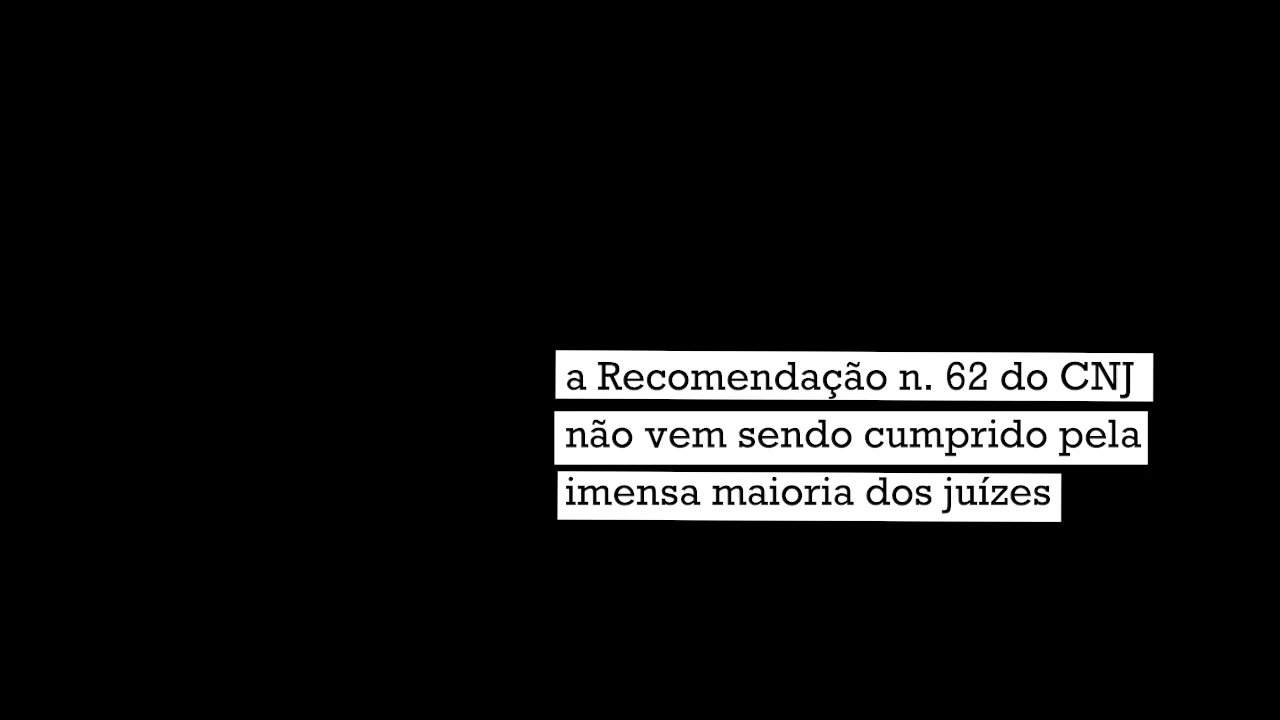 a Recomendação n. 62 do CNJ
não vem sendo cumprido pela
imensa maioria dos juízes